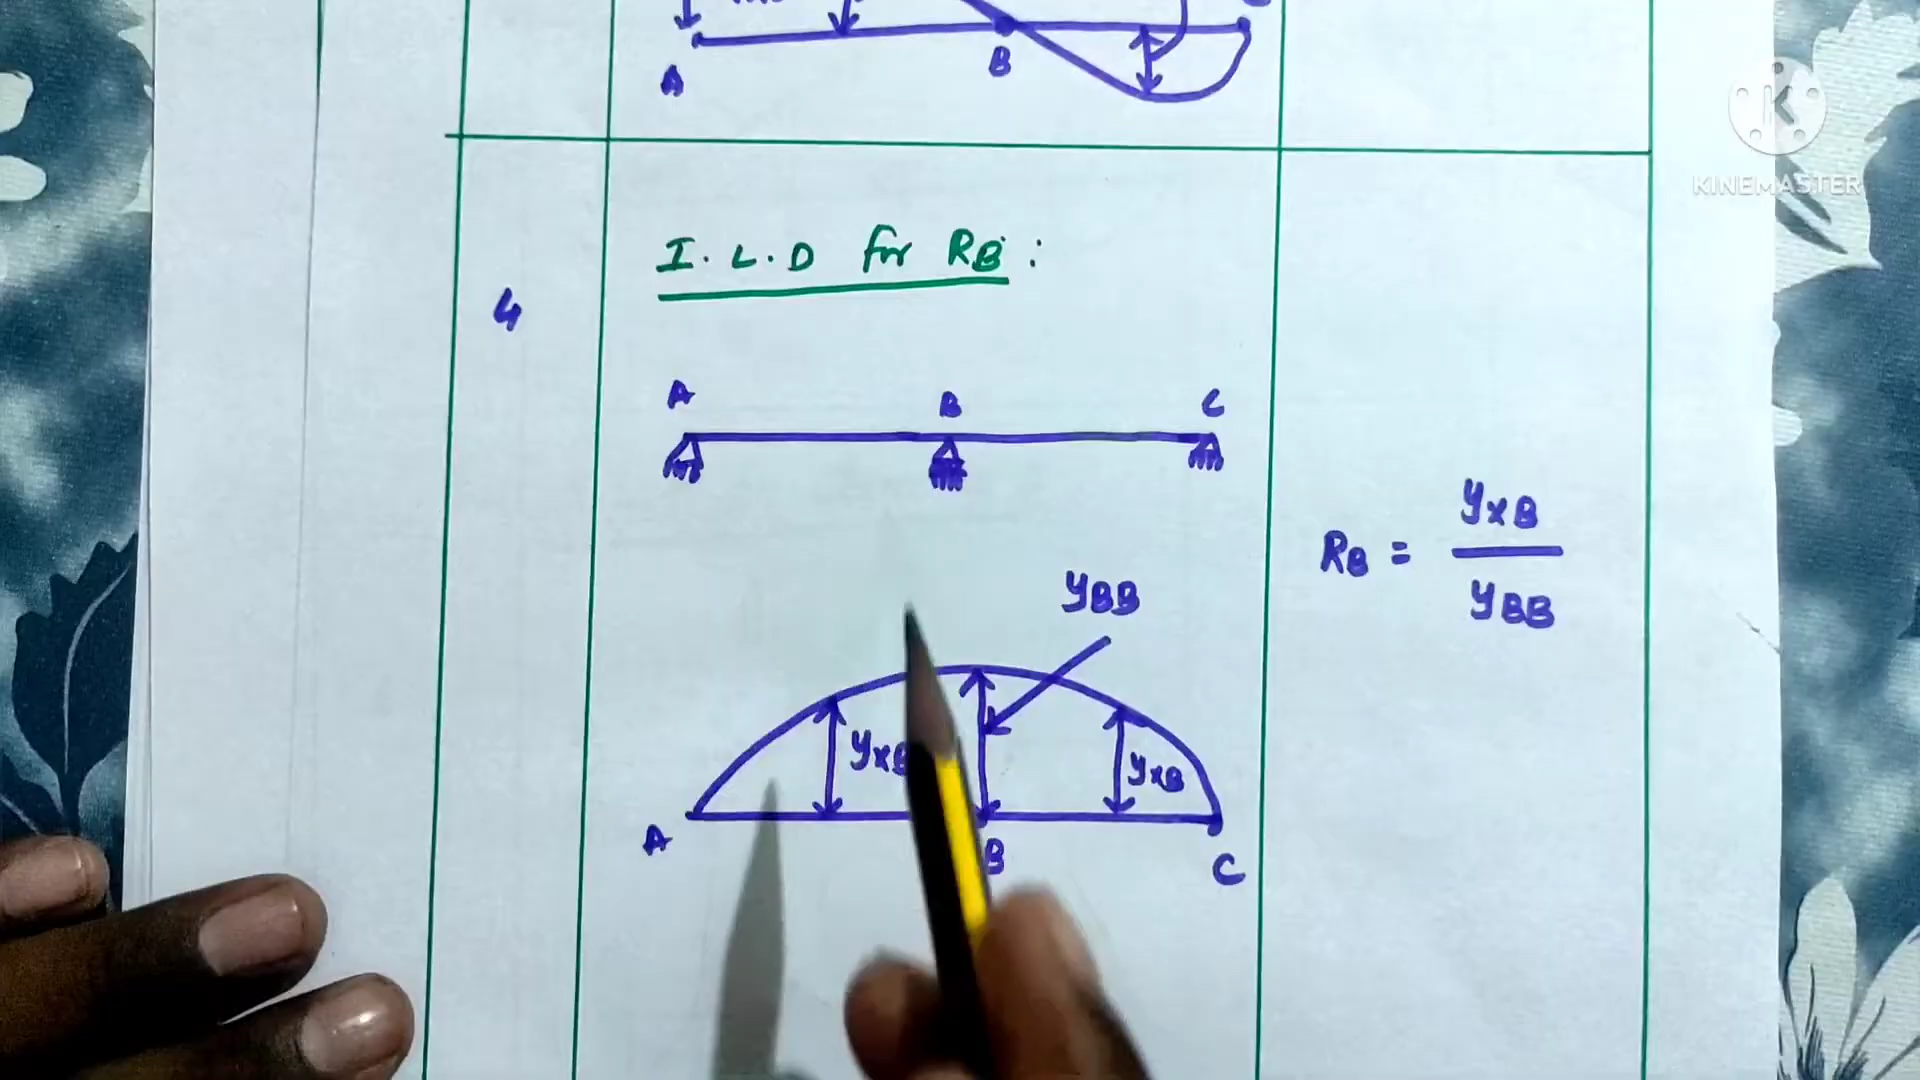 A
B
I.L.D for RB :
4
A B C
RB = yxB
yBB
yBB
yxB
yxB
A B C
KINEMASTER